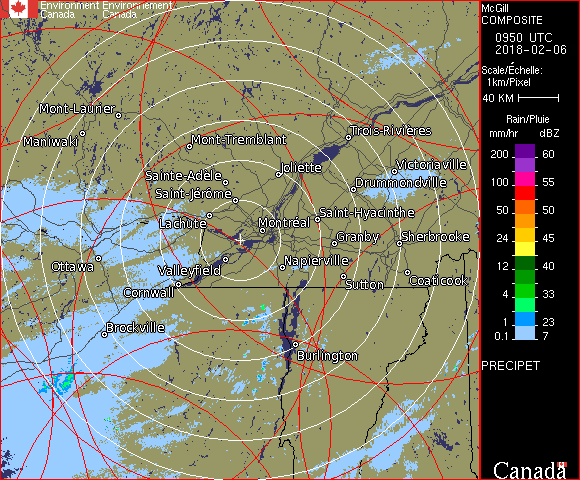 Environment Environnement
Canada Canada
McGill
COMPOSITE
0950 UTC
2018-02-06
Scale/Échelle:
1km/Pixel
40 KM
Rain/Pluie
mm/hr dBZ
200 60
150 55
100 55
50 50
24 45
12 40
4 33
1 23
0.1 7
PRECIPET
Canada
Mont-Laurier
Maniwaki
Mont-Tremblant
Trois-Rivières
Sainte-Adèle
Joliette
Victoriaville
Saint-Jérôme
Drummondville
Lachute
Montréal
Saint-Hyacinthe
Granby
Sherbrooke
Ottawa
Valleyfield
Napierville
Cornwall
Sutton
Coaticook
Brockville
Burlington